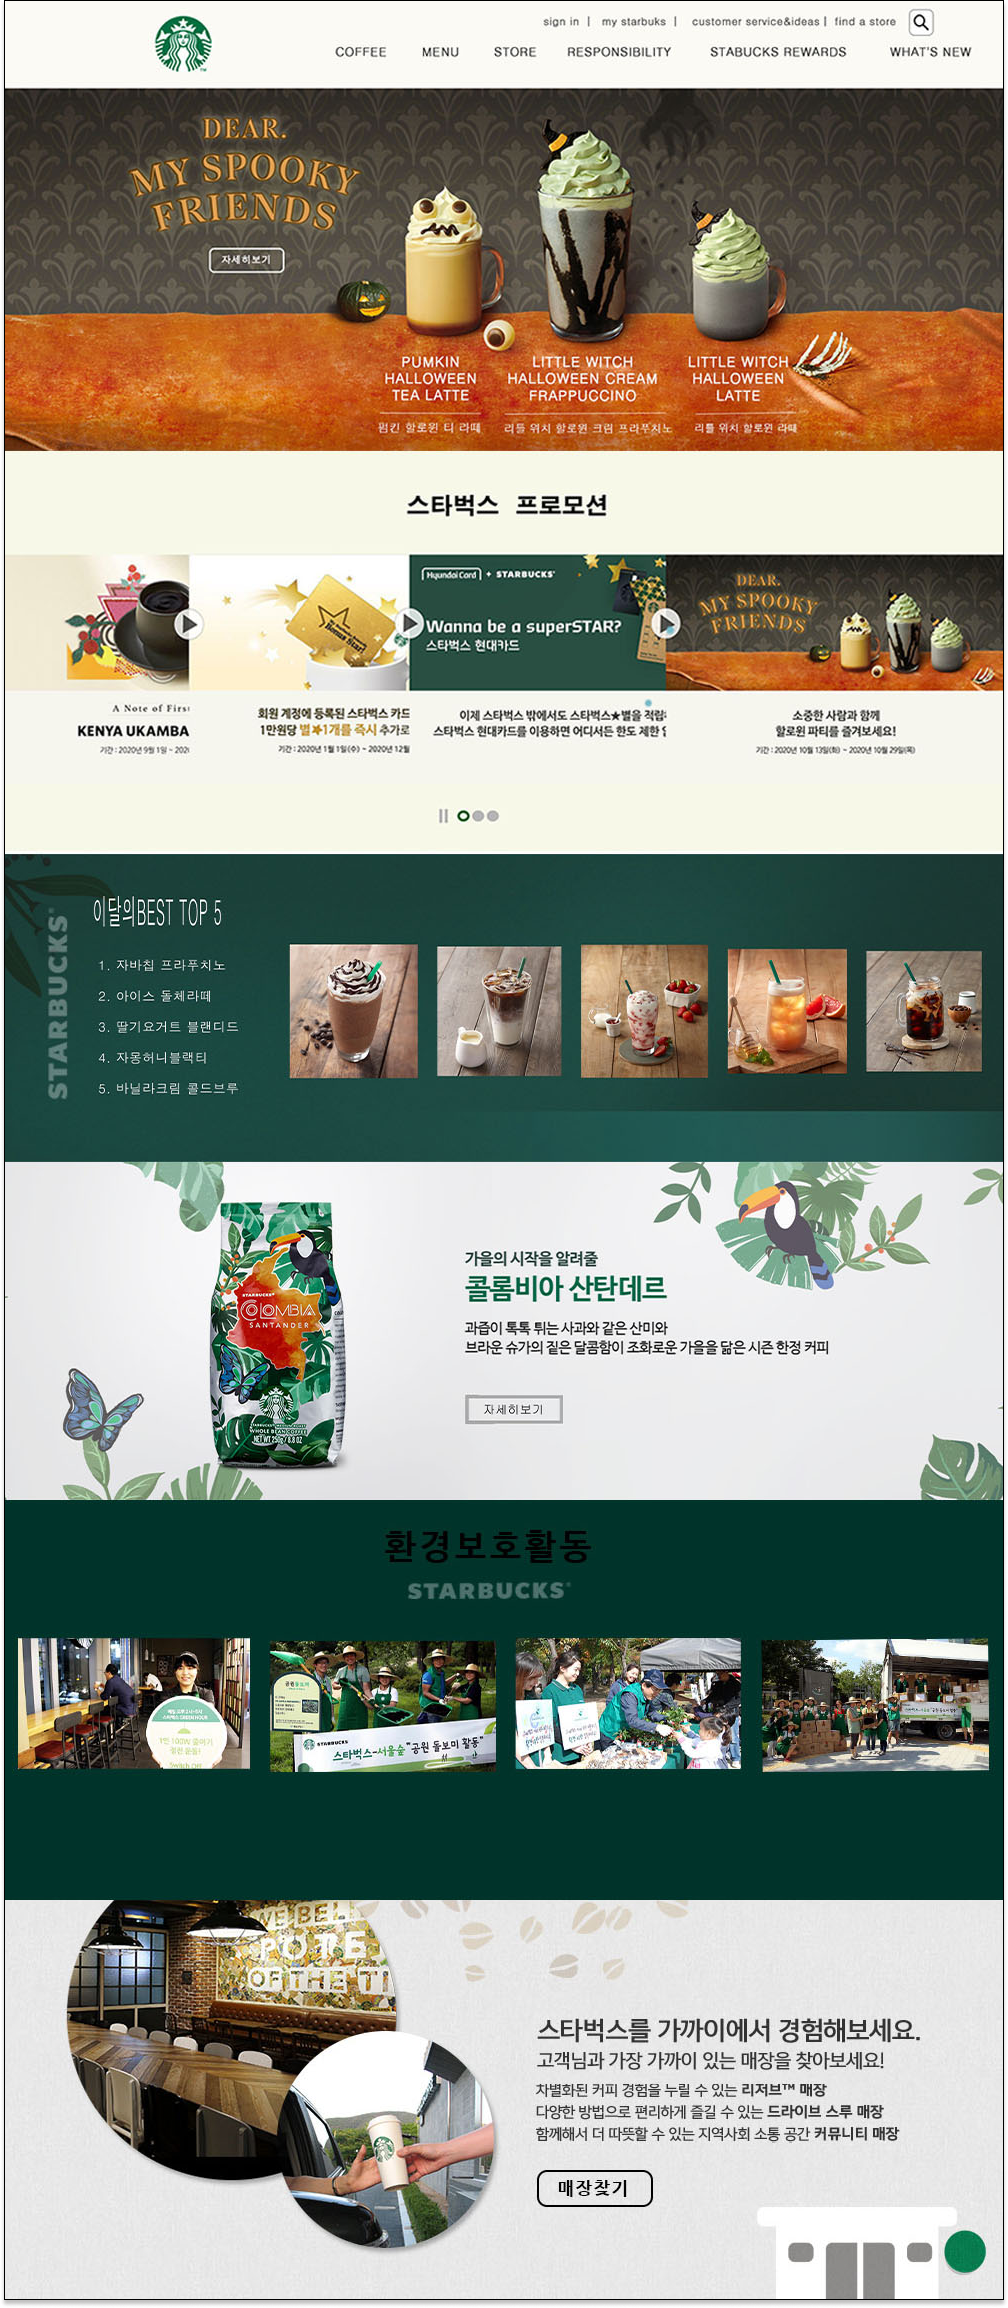 sign in | my starbuks | customer service&ideas | find a store
COFFEE MENU STORE RESPONSIBILITY STABUCKS REWARDS WHAT'S NEW
DEAR.
MY SPOOKY
FRIENDS
자세히보기
PUMKIN
HALLOWEEN
TEA LATTE
펌킨 할로윈 티 라떼
LITTLE WITCH
HALLOWEEN CREAM
FRAPPUCCINO
리틀 위치 할로윈 크림 프라푸치노
LITTLE WITCH
HALLOWEEN
LATTE
리틀 위치 할로윈 라떼
스타벅스 프로모션
Bonus Star!
Hyundai Card + STARBUCKS
Wanna be a superSTAR?
스타벅스 현대카드
DEAR.
MY SPOOKY
FRIENDS
A Note of Firs
KENYA UKAMBA
기간 : 2020년 9월 1일 ~ 202
회원 계정에 등록된 스타벅스 카드
1만원당 별★1개를 즉시 추가로
기간 : 2020년 1월 1일(수) ~ 2020년 12월
이제 스타벅스 밖에서도 스타벅스★별을 적립
스타벅스 현대카드를 이용하면 어디서든 한도 제한
소중한 사람과 함께
할로윈 파티를 즐겨보세요!
기간 : 2020년 10월 13일(화) ~ 2020년 10월 29일(목)
STARBUCKS
이달의BEST TOP 5
1. 자바칩 프라푸치노
2. 아이스 돌체라떼
3. 딸기요거트 블랜디드
4. 자몽허니블랙티
5. 바닐라크림 콜드브루
STARBUCKS
COLOMBIA
SANTANDER
WHOLE BEAN COFFEE
NET WT 250g / 8.8 OZ
가을의 시작을 알려줄
콜롬비아 산탄데르
과즙이 톡톡 튀는 사과와 같은 산미와
브라운 슈가의 짙은 달콤함이 조화로운 가을을 닮은 시즌 한정 커피
자세히보기
환경보호활동
STARBUCKS
1인 100W 줄이기
공원돌보미
STARBUCKS
스타벅스-서울숲 "공원 돌보미 활동"
WE BELI
POTE
OF THE T
스타벅스를 가까이에서 경험해보세요.
고객님과 가장 가까이 있는 매장을 찾아보세요!
차별화된 커피 경험을 누릴 수 있는 리저브™ 매장
다양한 방법으로 편리하게 즐길 수 있는 드라이브 스루 매장
함께해서 더 따뜻할 수 있는 지역사회 소통 공간 커뮤니티 매장
매장찾기